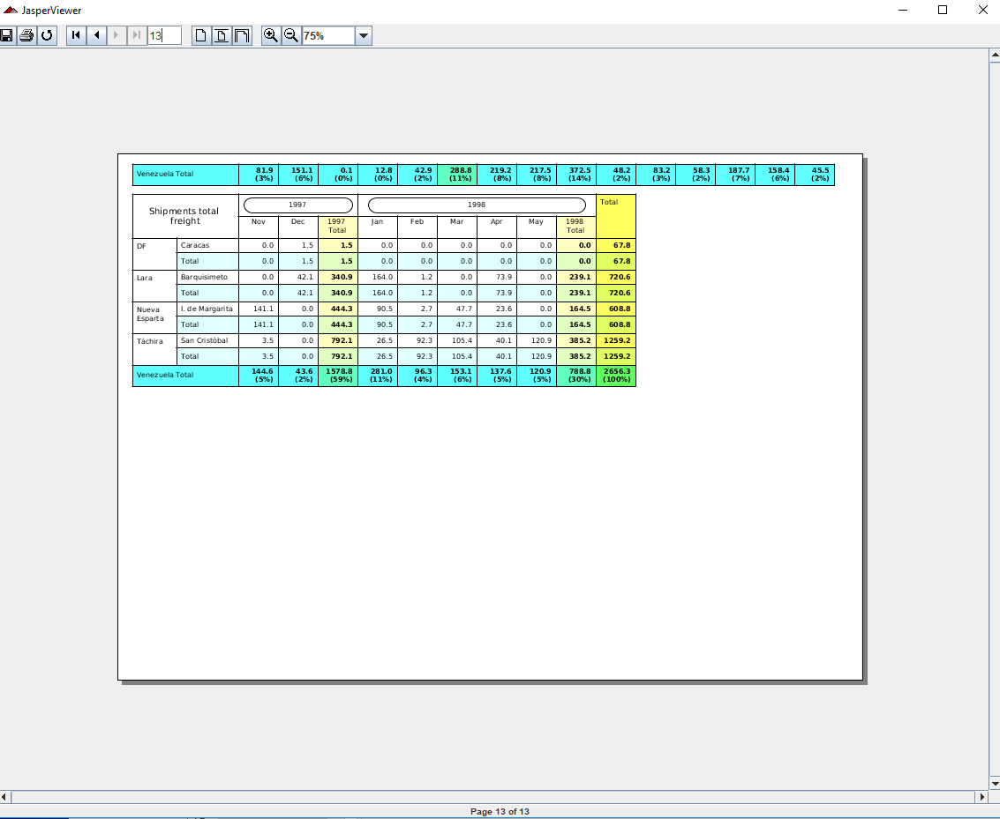 JasperViewer
13
75%
Venezuela Total 81.9 151.1 0.1 12.8 42.9 288.8 219.2 217.5 372.5 48.2 83.2 58.3 187.7 158.4 45.5
(3%) (6%) (0%) (0%) (2%) (11%) (8%) (8%) (14%) (2%) (3%) (2%) (7%) (6%) (2%)
Shipments total
freight
1997 1998 Total
Nov Dec 1997 Jan Feb Mar Apr May 1998
Total Total
DF Caracas 0.0 1.5 1.5 0.0 0.0 0.0 0.0 0.0 0.0 67.8
Total 0.0 1.5 1.5 0.0 0.0 0.0 0.0 0.0 0.0 67.8
Lara Barquisimeto 0.0 42.1 340.9 164.0 1.2 0.0 73.9 0.0 239.1 720.6
Total 0.0 42.1 340.9 164.0 1.2 0.0 73.9 0.0 239.1 720.6
Nueva I. de Margarita 141.1 0.0 444.3 90.5 2.7 47.7 23.6 0.0 164.5 608.8
Esparta
Total 141.1 0.0 444.3 90.5 2.7 47.7 23.6 0.0 164.5 608.8
Táchira San Cristóbal 3.5 0.0 792.1 26.5 92.3 105.4 40.1 120.9 385.2 1259.2
Total 3.5 0.0 792.1 26.5 92.3 105.4 40.1 120.9 385.2 1259.2
Venezuela Total 144.6 43.6 1578.8 281.0 96.3 153.1 137.6 120.9 788.8 2656.3
(5%) (2%) (59%) (11%) (4%) (6%) (5%) (5%) (30%) (100%)
Page 13 of 13